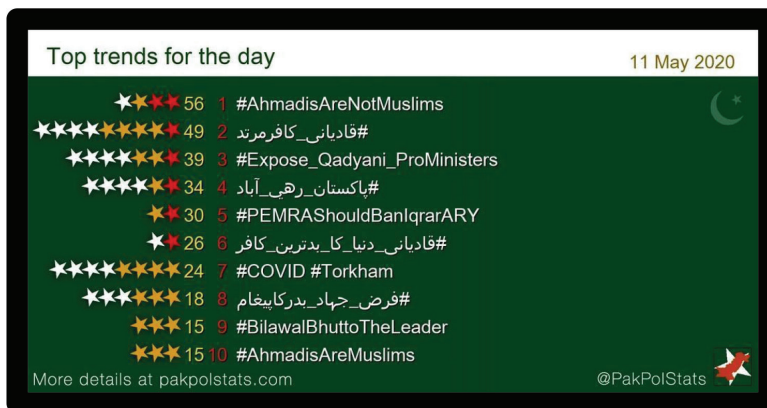 Top trends for the day
11 May 2020
56 1 #AhmadisAreNotMuslims
49 2 #قادیانی_کافرمرتد
39 3 #Expose_Qadyani_ProMinisters
34 4 #پاکستان_رهي_آباد
30 5 #PEMRAShouldBanIqrarARY
26 6 #قادیانی_دنیا_کا_بدترین_کافر
24 7 #COVID #Torkham
18 8 #فرض_جہاد_بدرکاپیغام
15 9 #BilawalBhuttoTheLeader
15 10 #AhmadisAreMuslims
More details at pakpolstats.com
@PakPolStats